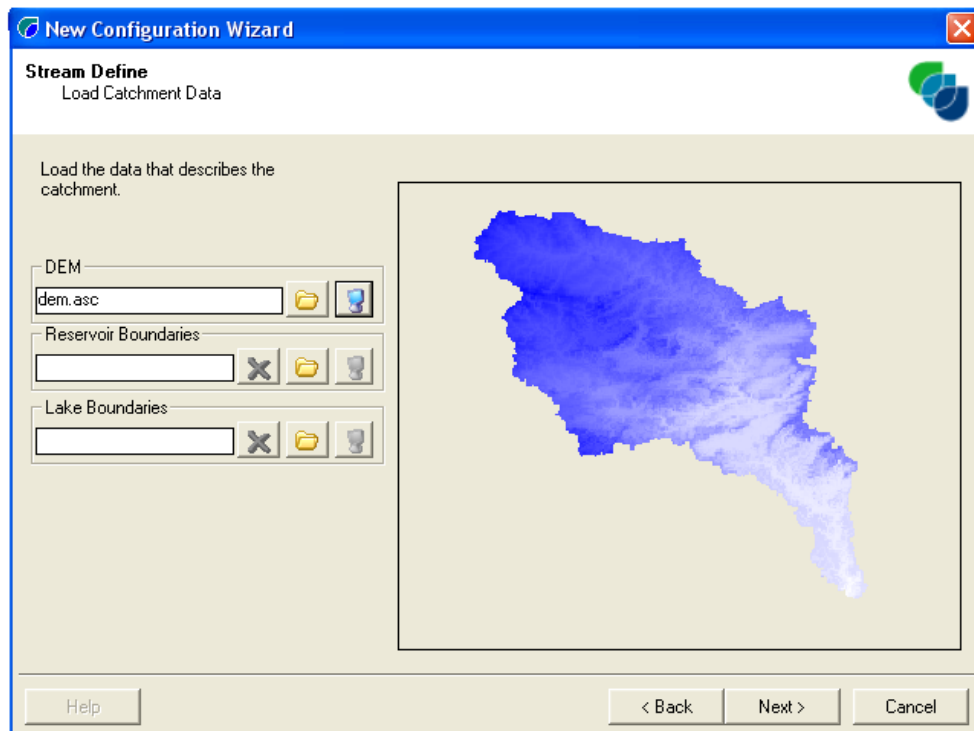 New Configuration Wizard
Stream Define
Load Catchment Data
Load the data that describes the
catchment.
DEM
dem.asc
Reservoir Boundaries
Lake Boundaries
Help
< Back
Next >
Cancel